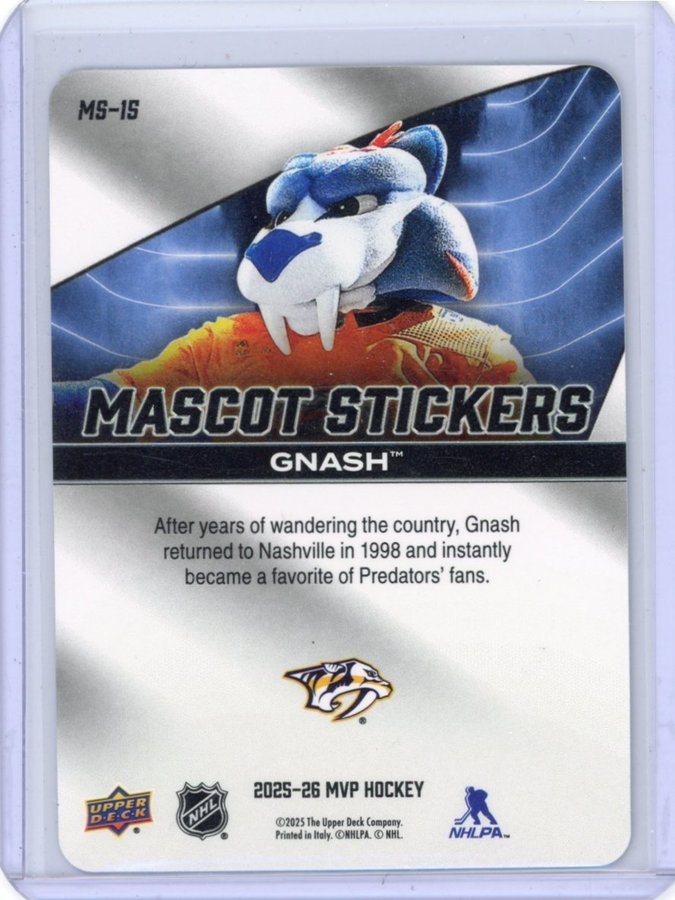 MS-15
MASCOT STICKERS
GNASH™
After years of wandering the country, Gnash
returned to Nashville in 1998 and instantly
became a favorite of Predators' fans.
®
2025-26 MVP HOCKEY
UPPER
D·E·C·K
®
NHL
®
©2025 The Upper Deck Company.
Printed in Italy. ©NHLPA. © NHL.
NHLPA™